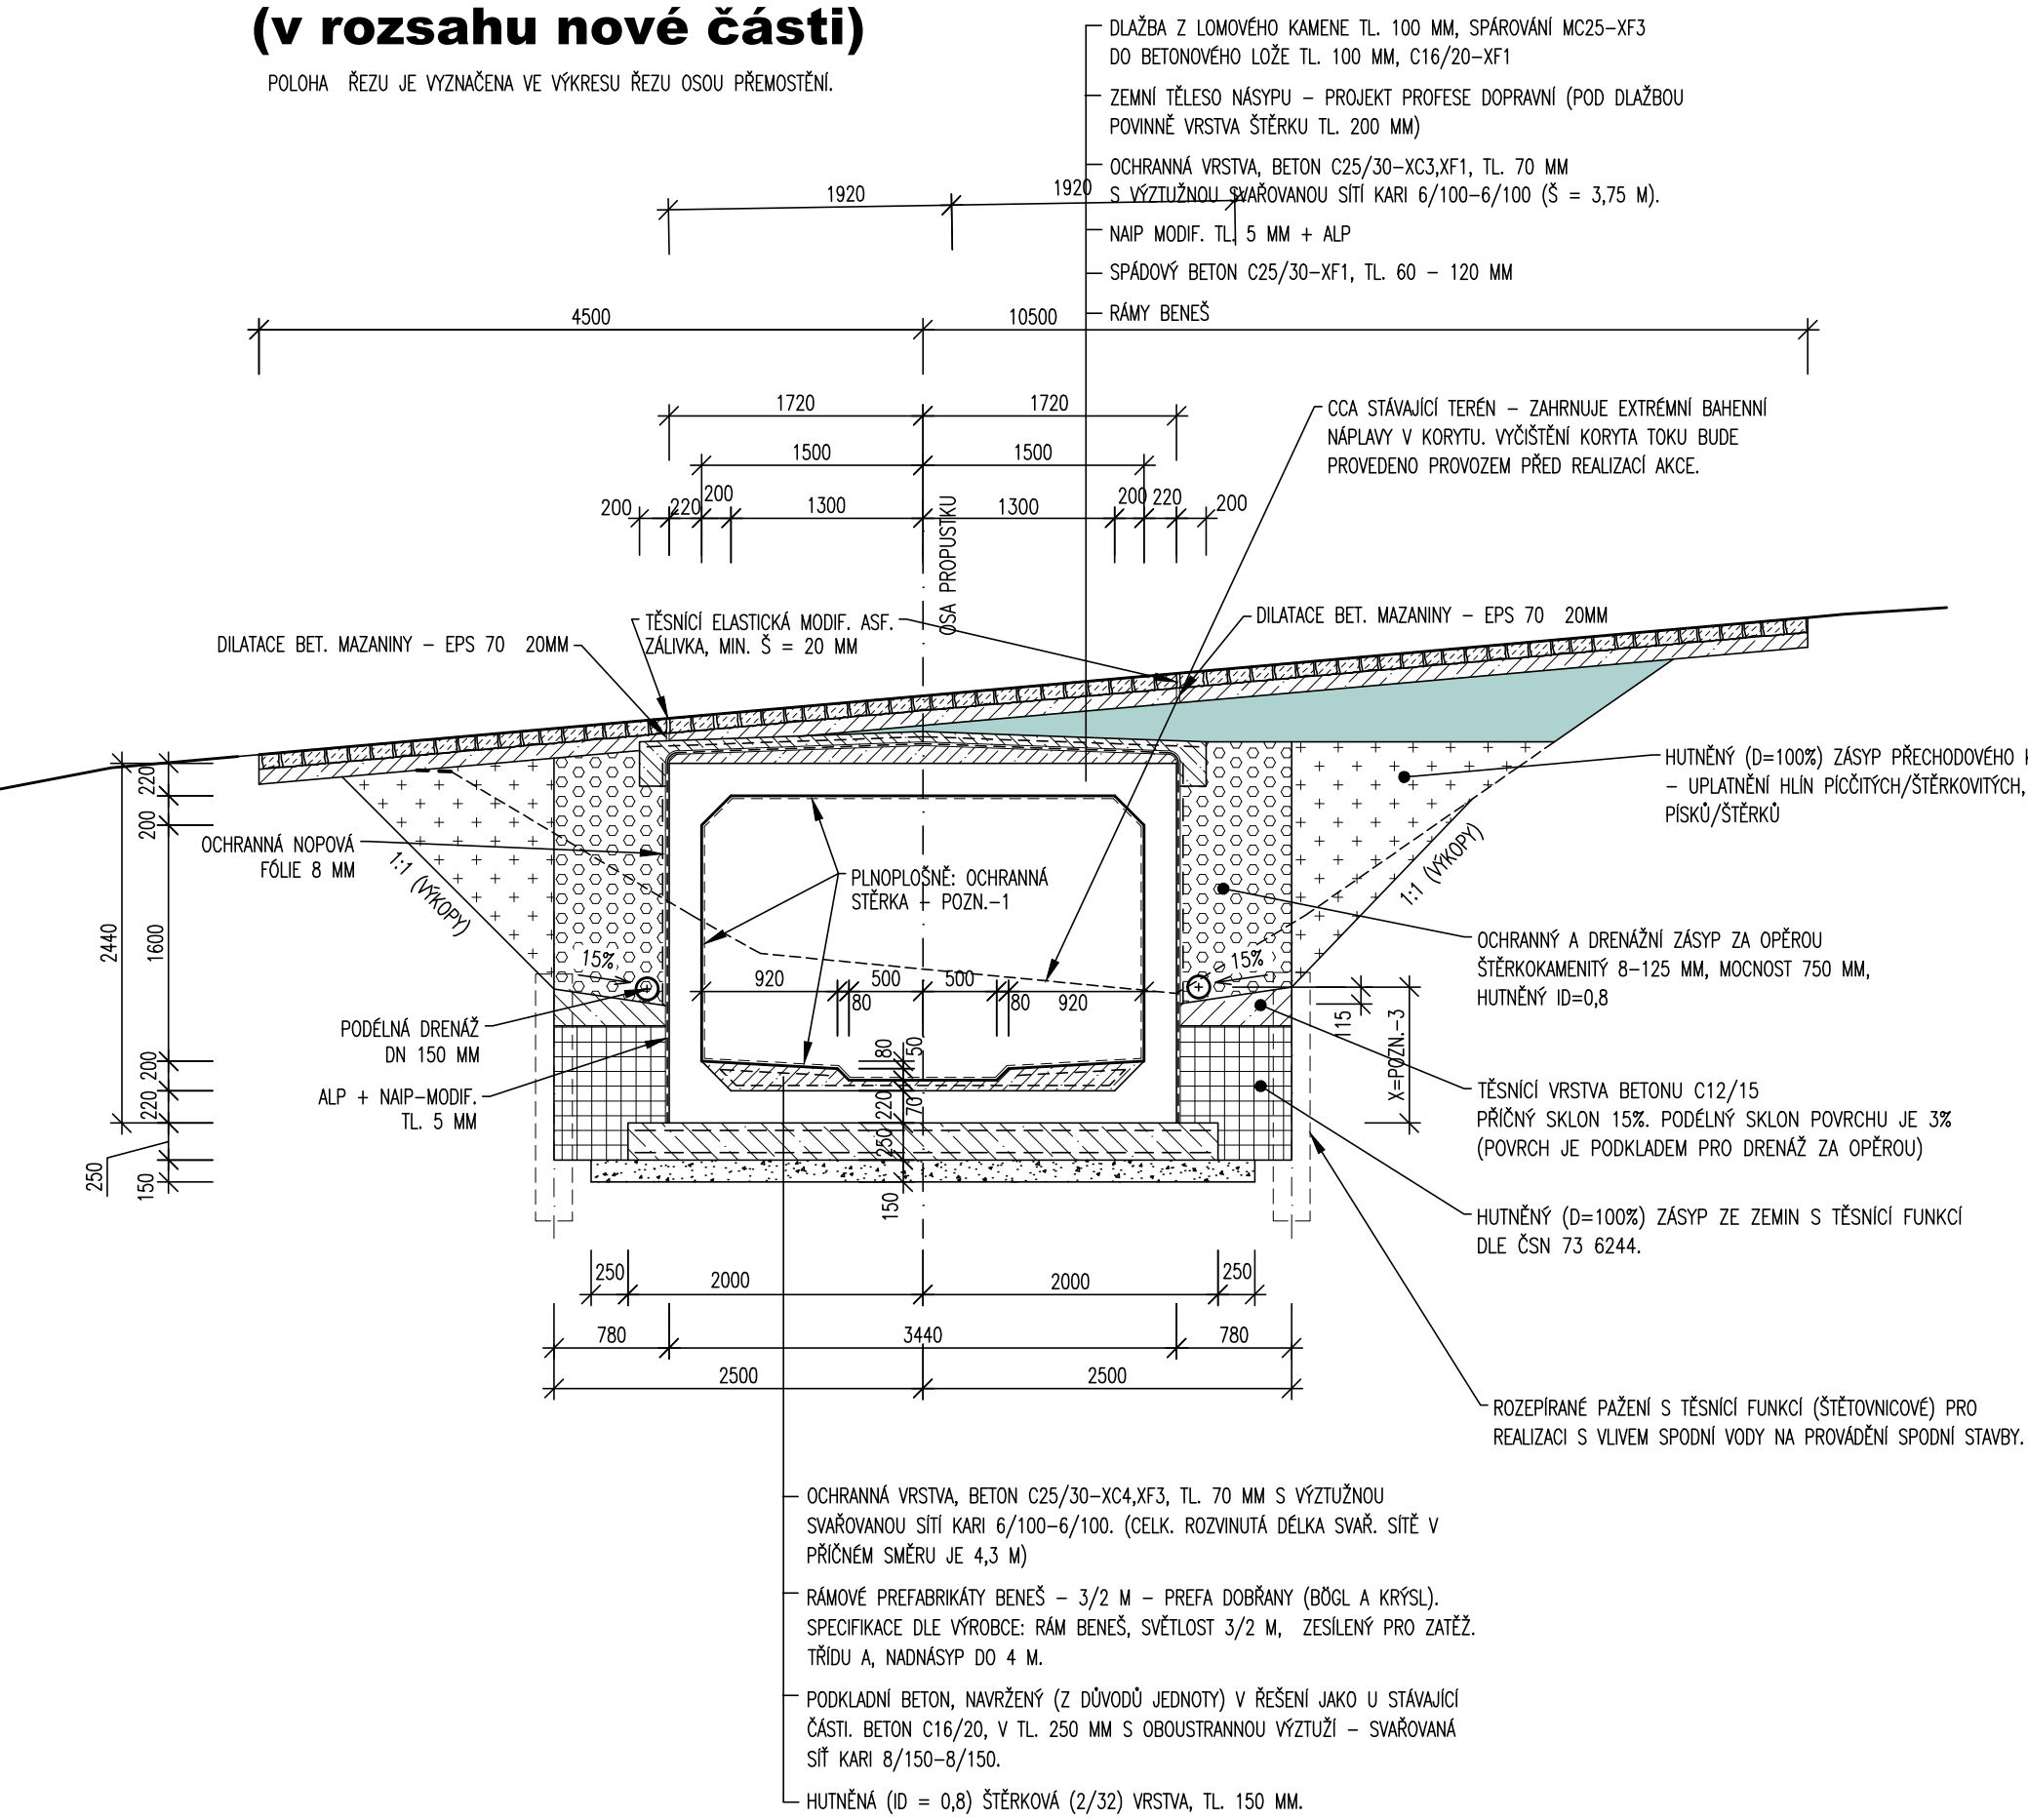 (v rozsahu nové části)
POLOHA ŘEZU JE VYZNAČENA VE VÝKRESU ŘEZU OSOU PŘEMOSTĚNÍ.
DLAŽBA Z LOMOVÉHO KAMENE TL. 100 MM, SPÁROVÁNÍ MC25-XF3
DO BETONOVÉHO LOŽE TL. 100 MM, C16/20-XF1
ZEMNÍ TĚLESO NÁSYPU – PROJEKT PROFESE DOPRAVNÍ (POD DLAŽBOU
POVINNĚ VRSTVA ŠTĚRKU TL. 200 MM)
OCHRANNÁ VRSTVA, BETON C25/30-XC3,XF1, TL. 70 MM
S VÝZTUŽNOU SVAŘOVANOU SÍTÍ KARI 6/100-6/100 (Š = 3,75 M).
NAIP MODIF. TL. 5 MM + ALP
SPÁDOVÝ BETON C25/30-XF1, TL. 60 – 120 MM
RÁMY BENEŠ
1920
1920
4500
10500
1720
1720
1500
1500
200
220
200
1300
1300
200
220
200
OSA PROPUSTKU
CCA STÁVAJÍCÍ TERÉN – ZAHRNUJE EXTRÉMNÍ BAHENNÍ
NÁPLAVY V KORYTU. VYČIŠTĚNÍ KORYTA TOKU BUDE
PROVEDENO PROVOZEM PŘED REALIZACÍ AKCE.
DILATACE BET. MAZANINY – EPS 70 20MM
TĚSNÍCÍ ELASTICKÁ MODIF. ASF.
ZÁLIVKA, MIN. Š = 20 MM
DILATACE BET. MAZANINY – EPS 70 20MM
HUTNĚNÝ (D=100%) ZÁSYP PŘECHODOVÉHO
– UPLATNĚNÍ HLÍN PÍCČITÝCH/ŠTĚRKOVITÝCH,
PÍSKŮ/ŠTĚRKŮ
OCHRANNÁ NOPOVÁ
FÓLIE 8 MM
1:1 (VÝKOPY)
1:1 (VÝKOPY)
PLNOPLOŠNĚ: OCHRANNÁ
STĚRKA – POZN.-1
15%
15%
920
80
500
500
80
920
80
50
220
70
250
150
220
200
1600
2440
200
220
250
150
115
X=POZN.-3
PODÉLNÁ DRENÁŽ
DN 150 MM
ALP + NAIP-MODIF.
TL. 5 MM
OCHRANNÝ A DRENÁŽNÍ ZÁSYP ZA OPĚROU
ŠTĚRKOKAMENITÝ 8-125 MM, MOCNOST 750 MM,
HUTNĚNÝ ID=0,8
TĚSNÍCÍ VRSTVA BETONU C12/15
PŘÍČNÝ SKLON 15%. PODÉLNÝ SKLON POVRCHU JE 3%
(POVRCH JE PODKLADEM PRO DRENÁŽ ZA OPĚROU)
HUTNĚNÝ (D=100%) ZÁSYP ZE ZEMIN S TĚSNÍCÍ FUNKCÍ
DLE ČSN 73 6244.
250
2000
2000
250
780
3440
780
2500
2500
ROZEPÍRANÉ PAŽENÍ S TĚSNÍCÍ FUNKCÍ (ŠTĚTOVNICOVÉ) PRO
REALIZACI S VLIVEM SPODNÍ VODY NA PROVÁDĚNÍ SPODNÍ STAVBY.
OCHRANNÁ VRSTVA, BETON C25/30-XC4,XF3, TL. 70 MM S VÝZTUŽNOU
SVAŘOVANOU SÍTÍ KARI 6/100-6/100. (CELK. ROZVINUTÁ DÉLKA SVAŘ. SÍTĚ V
PŘÍČNÉM SMĚRU JE 4,3 M)
RÁMOVÉ PREFABRIKÁTY BENEŠ – 3/2 M – PREFA DOBŘANY (BÖGL A KRÝSL).
SPECIFIKACE DLE VÝROBCE: RÁM BENEŠ, SVĚTLOST 3/2 M, ZESÍLENÝ PRO ZATĚŽ.
TŘÍDU A, NADNÁSYP DO 4 M.
PODKLADNÍ BETON, NAVRŽENÝ (Z DŮVODŮ JEDNOTY) V ŘEŠENÍ JAKO U STÁVAJÍCÍ
ČÁSTI. BETON C16/20, V TL. 250 MM S OBOUSTRANNOU VÝZTUŽÍ – SVAŘOVANÁ
SÍŤ KARI 8/150-8/150.
HUTNĚNÁ (ID = 0,8) ŠTĚRKOVÁ (2/32) VRSTVA, TL. 150 MM.